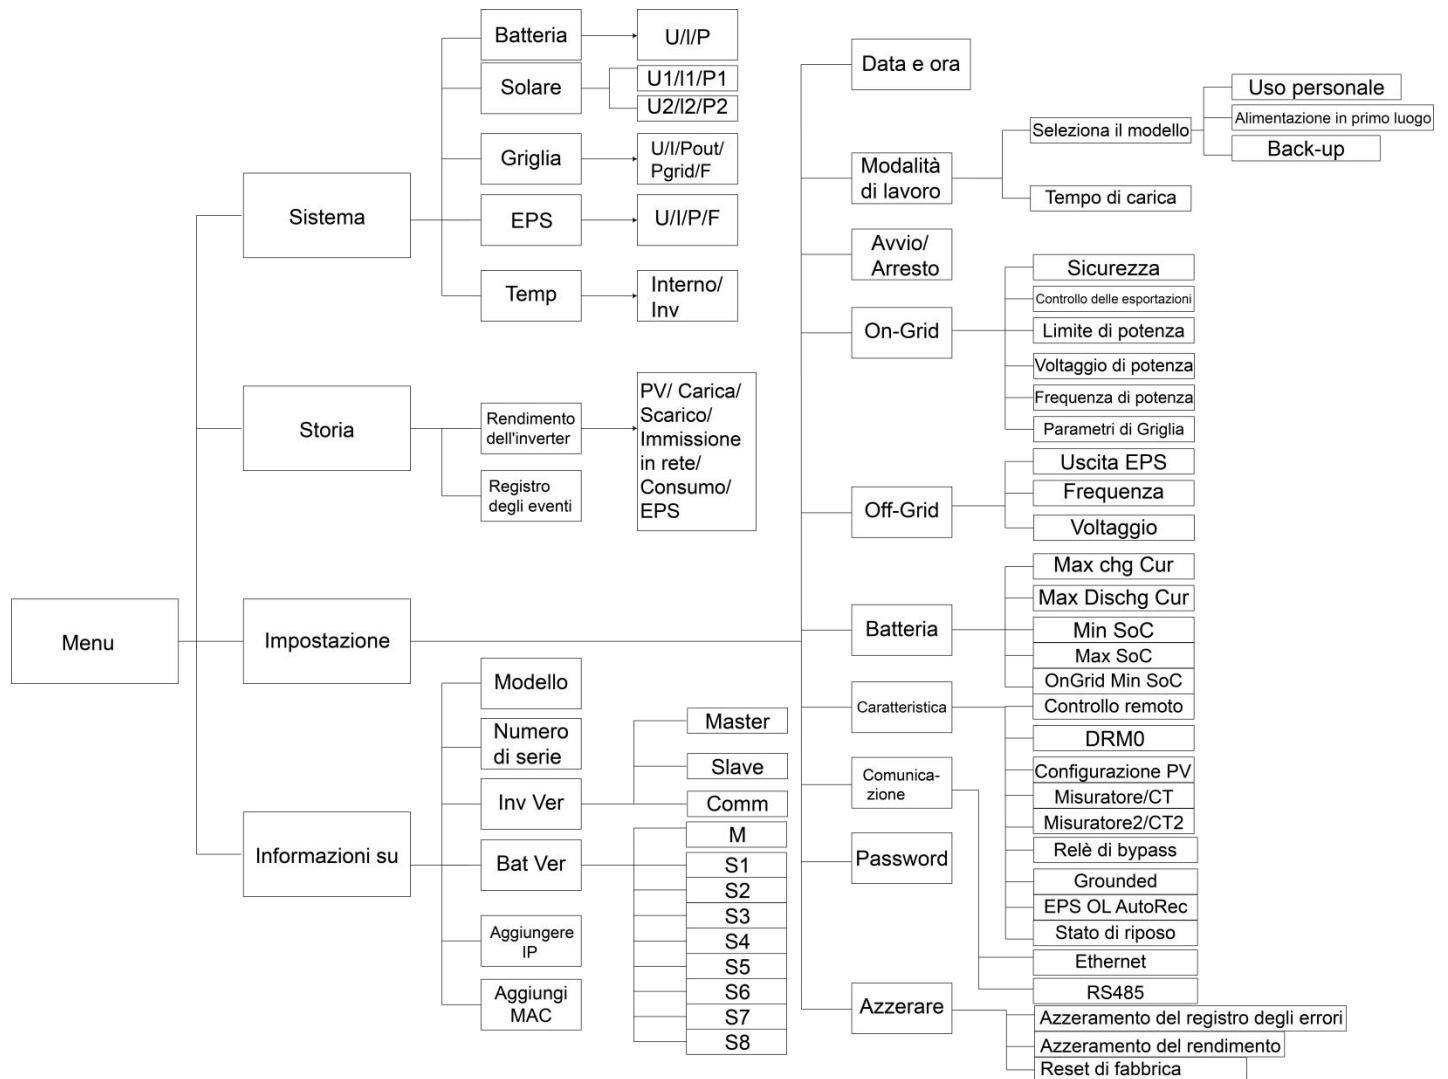 Menu
Sistema
Batteria
U/I/P
Solare
U1/I1/P1
U2/I2/P2
Griglia
U/I/Pout/
Pgrid/F
EPS
U/I/P/F
Temp
Interno/
Inv
Storia
Rendimento
dell'inverter
PV/ Carica/
Scarico/
Immissione
in rete/
Consumo/
EPS
Registro
degli eventi
Impostazione
Data e ora
Modalità
di lavoro
Seleziona il modello
Uso personale
Alimentazione in primo luogo
Back-up
Tempo di carica
Avvio/
Arresto
On-Grid
Sicurezza
Controllo delle esportazioni
Limite di potenza
Voltaggio di potenza
Frequenza di potenza
Parametri di Griglia
Off-Grid
Uscita EPS
Frequenza
Voltaggio
Batteria
Max chg Cur
Max Dischg Cur
Min SoC
Max SoC
OnGrid Min SoC
Caratteristica
Controllo remoto
DRM0
Configurazione PV
Misuratore/CT
Misuratore2/CT2
Relè di bypass
Grounded
EPS OL AutoRec
Stato di riposo
Comunica-
zione
Ethernet
RS485
Password
Azzerare
Azzeramento del registro degli errori
Azzeramento del rendimento
Reset di fabbrica
Informazioni su
Modello
Numero
di serie
Inv Ver
Master
Slave
Comm
Bat Ver
M
S1
S2
S3
S4
S5
S6
S7
S8
Aggiungere
IP
Aggiungi
MAC